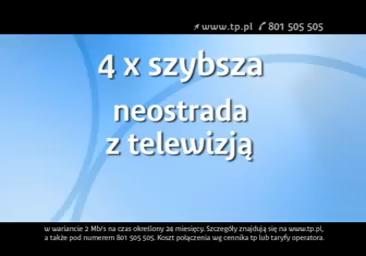 www.tp.pl 801 505 505
4 x szybsza
neostrada
z telewizją
w wariancie 2 Mb/s na czas określony 24 miesięcy. Szczegóły znajdują się na www.tp.pl,
a także pod numerem 801 505 505. Koszt połączenia wg cennika tp lub taryfy operatora.